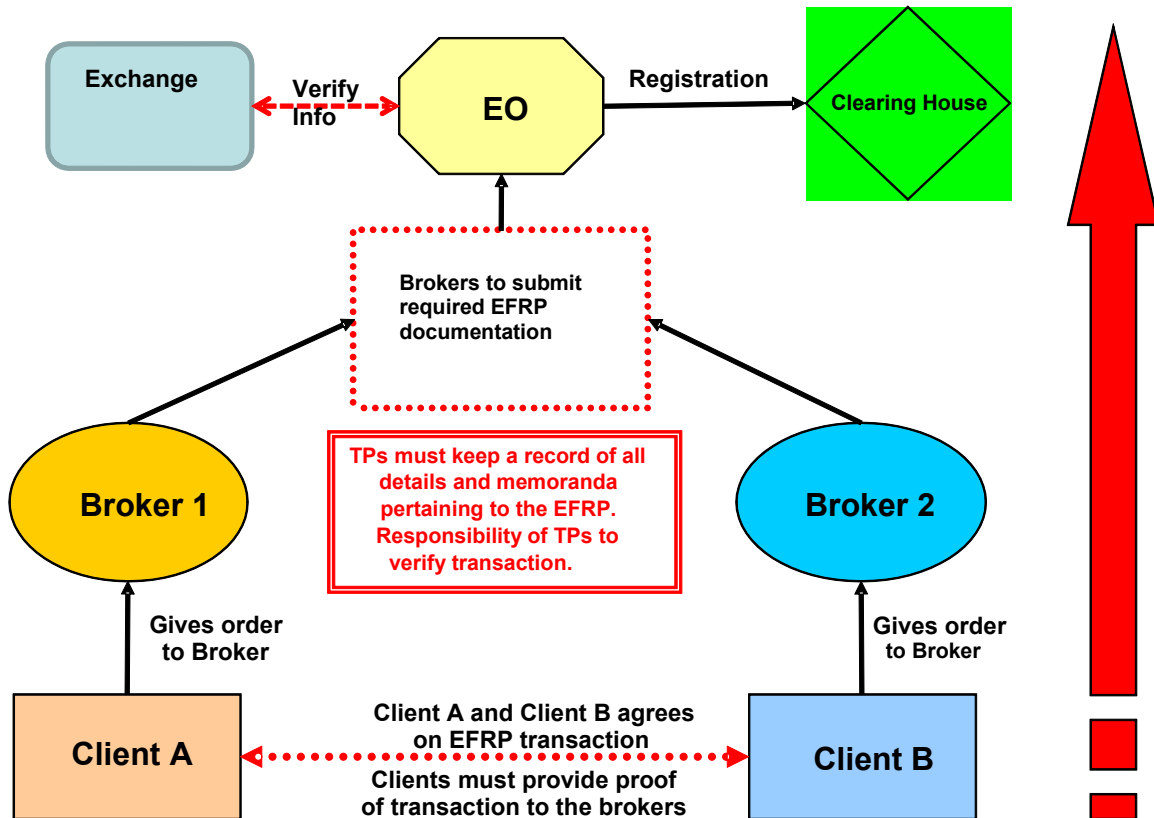 Exchange
Verify
Info
EO
Registration
Clearing House
Brokers to submit
required EFRP
documentation
Broker 1
TPs must keep a record of all
details and memoranda
pertaining to the EFRP.
Responsibility of TPs to
verify transaction.
Broker 2
Gives order
to Broker
Gives order
to Broker
Client A
Client A and Client B agrees
on EFRP transaction
Clients must provide proof
of transaction to the brokers
Client B